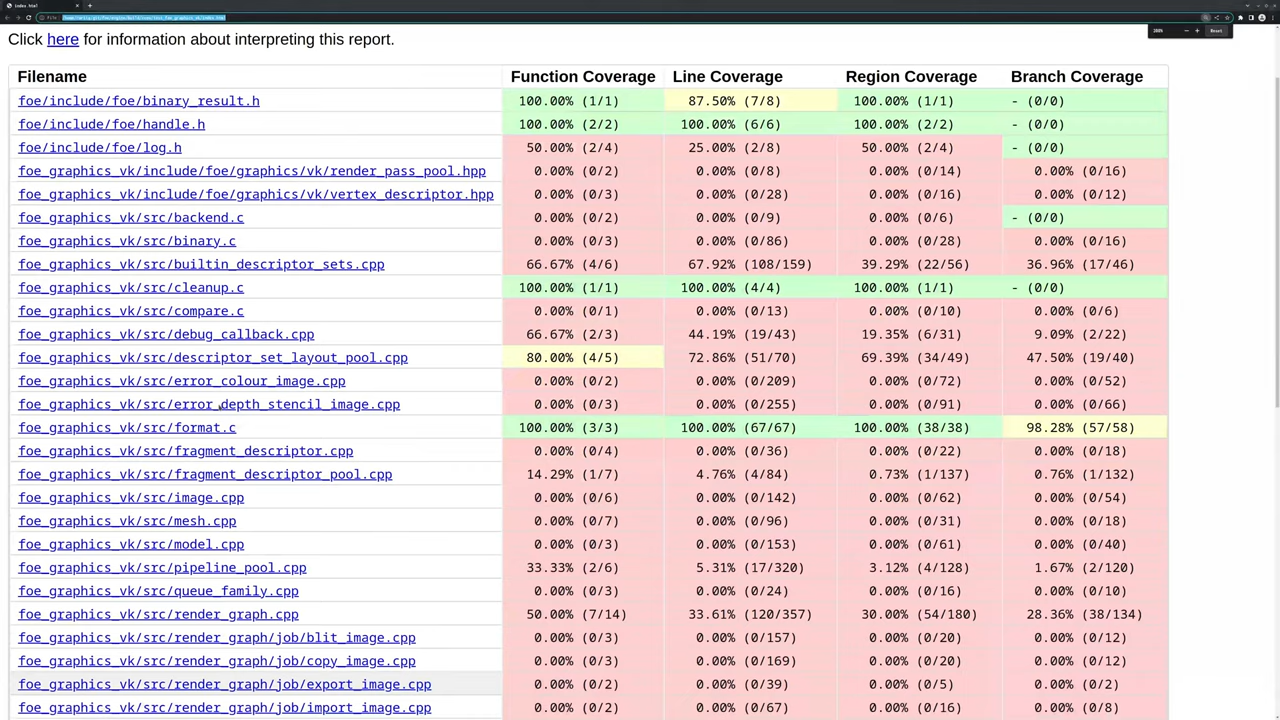 index.html
File
200%
Reset
Click here for information about interpreting this report.
Filename Function Coverage Line Coverage Region Coverage Branch Coverage
foe/include/foe/binary_result.h 100.00% (1/1) 87.50% (7/8) 100.00% (1/1) - (0/0)
foe/include/foe/handle.h 100.00% (2/2) 100.00% (6/6) 100.00% (2/2) - (0/0)
foe/include/foe/log.h 50.00% (2/4) 25.00% (2/8) 50.00% (2/4) - (0/0)
foe_graphics_vk/include/foe/graphics/vk/render_pass_pool.hpp 0.00% (0/2) 0.00% (0/8) 0.00% (0/14) 0.00% (0/16)
foe_graphics_vk/include/foe/graphics/vk/vertex_descriptor.hpp 0.00% (0/3) 0.00% (0/28) 0.00% (0/16) 0.00% (0/12)
foe_graphics_vk/src/backend.c 0.00% (0/2) 0.00% (0/9) 0.00% (0/6) - (0/0)
foe_graphics_vk/src/binary.c 0.00% (0/3) 0.00% (0/86) 0.00% (0/28) 0.00% (0/16)
foe_graphics_vk/src/builtin_descriptor_sets.cpp 66.67% (4/6) 67.92% (108/159) 39.29% (22/56) 36.96% (17/46)
foe_graphics_vk/src/cleanup.c 100.00% (1/1) 100.00% (4/4) 100.00% (1/1) - (0/0)
foe_graphics_vk/src/compare.c 0.00% (0/1) 0.00% (0/13) 0.00% (0/10) 0.00% (0/6)
foe_graphics_vk/src/debug_callback.cpp 66.67% (2/3) 44.19% (19/43) 19.35% (6/31) 9.09% (2/22)
foe_graphics_vk/src/descriptor_set_layout_pool.cpp 80.00% (4/5) 72.86% (51/70) 69.39% (34/49) 47.50% (19/40)
foe_graphics_vk/src/error_colour_image.cpp 0.00% (0/2) 0.00% (0/209) 0.00% (0/72) 0.00% (0/52)
foe_graphics_vk/src/error_depth_stencil_image.cpp 0.00% (0/3) 0.00% (0/255) 0.00% (0/91) 0.00% (0/66)
foe_graphics_vk/src/format.c 100.00% (3/3) 100.00% (67/67) 100.00% (38/38) 98.28% (57/58)
foe_graphics_vk/src/fragment_descriptor.cpp 0.00% (0/4) 0.00% (0/36) 0.00% (0/22) 0.00% (0/18)
foe_graphics_vk/src/fragment_descriptor_pool.cpp 14.29% (1/7) 4.76% (4/84) 0.73% (1/137) 0.76% (1/132)
foe_graphics_vk/src/image.cpp 0.00% (0/6) 0.00% (0/142) 0.00% (0/62) 0.00% (0/54)
foe_graphics_vk/src/mesh.cpp 0.00% (0/7) 0.00% (0/96) 0.00% (0/31) 0.00% (0/18)
foe_graphics_vk/src/model.cpp 0.00% (0/3) 0.00% (0/153) 0.00% (0/61) 0.00% (0/40)
foe_graphics_vk/src/pipeline_pool.cpp 33.33% (2/6) 5.31% (17/320) 3.12% (4/128) 1.67% (2/120)
foe_graphics_vk/src/queue_family.cpp 0.00% (0/3) 0.00% (0/24) 0.00% (0/16) 0.00% (0/10)
foe_graphics_vk/src/render_graph.cpp 50.00% (7/14) 33.61% (120/357) 30.00% (54/180) 28.36% (38/134)
foe_graphics_vk/src/render_graph/job/blit_image.cpp 0.00% (0/3) 0.00% (0/157) 0.00% (0/20) 0.00% (0/12)
foe_graphics_vk/src/render_graph/job/copy_image.cpp 0.00% (0/3) 0.00% (0/169) 0.00% (0/20) 0.00% (0/12)
foe_graphics_vk/src/render_graph/job/export_image.cpp 0.00% (0/2) 0.00% (0/39) 0.00% (0/5) 0.00% (0/2)
foe_graphics_vk/src/render_graph/job/import_image.cpp 0.00% (0/2) 0.00% (0/67) 0.00% (0/16) 0.00% (0/8)